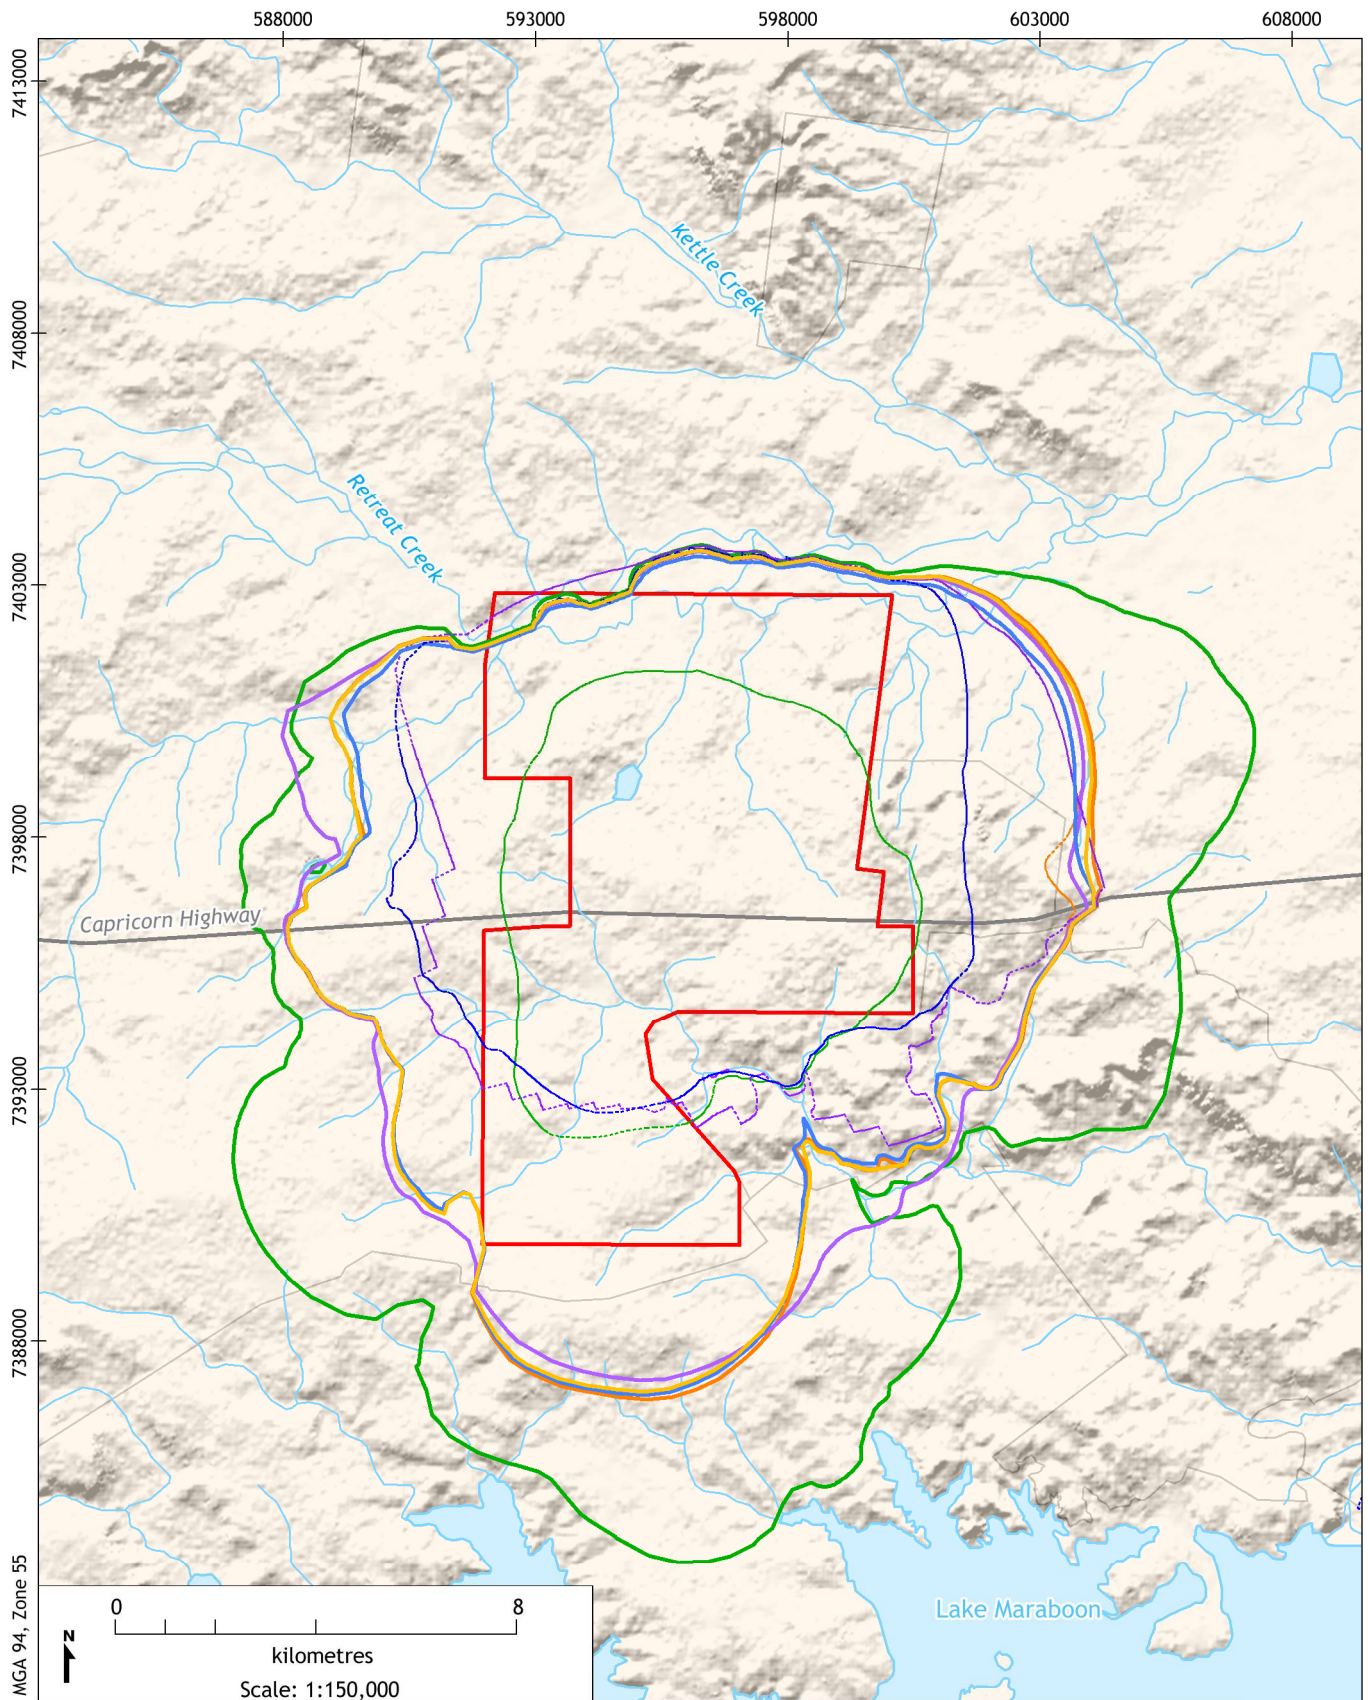 588000 593000 598000 603000 608000
7413000
Kettle Creek
7408000
Retreat Creek
7403000
7398000
Capricorn Highway
7393000
7388000
MGA 94, Zone 55
Lake Maraboon
0 8
N
kilometres
Scale: 1:150,000